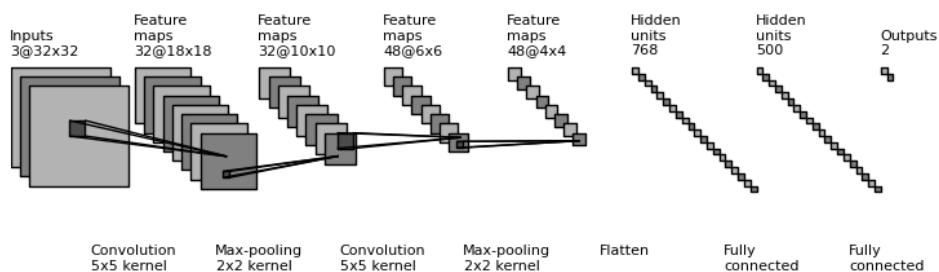 Inputs
3@32x32
Feature
maps
32@18x18
Feature
maps
32@10x10
Feature
maps
48@6x6
Feature
maps
48@4x4
Hidden
units
768
Hidden
units
500
Outputs
2
Convolution
5x5 kernel
Max-pooling
2x2 kernel
Convolution
5x5 kernel
Max-pooling
2x2 kernel
Flatten
Fully
connected
Fully
connected